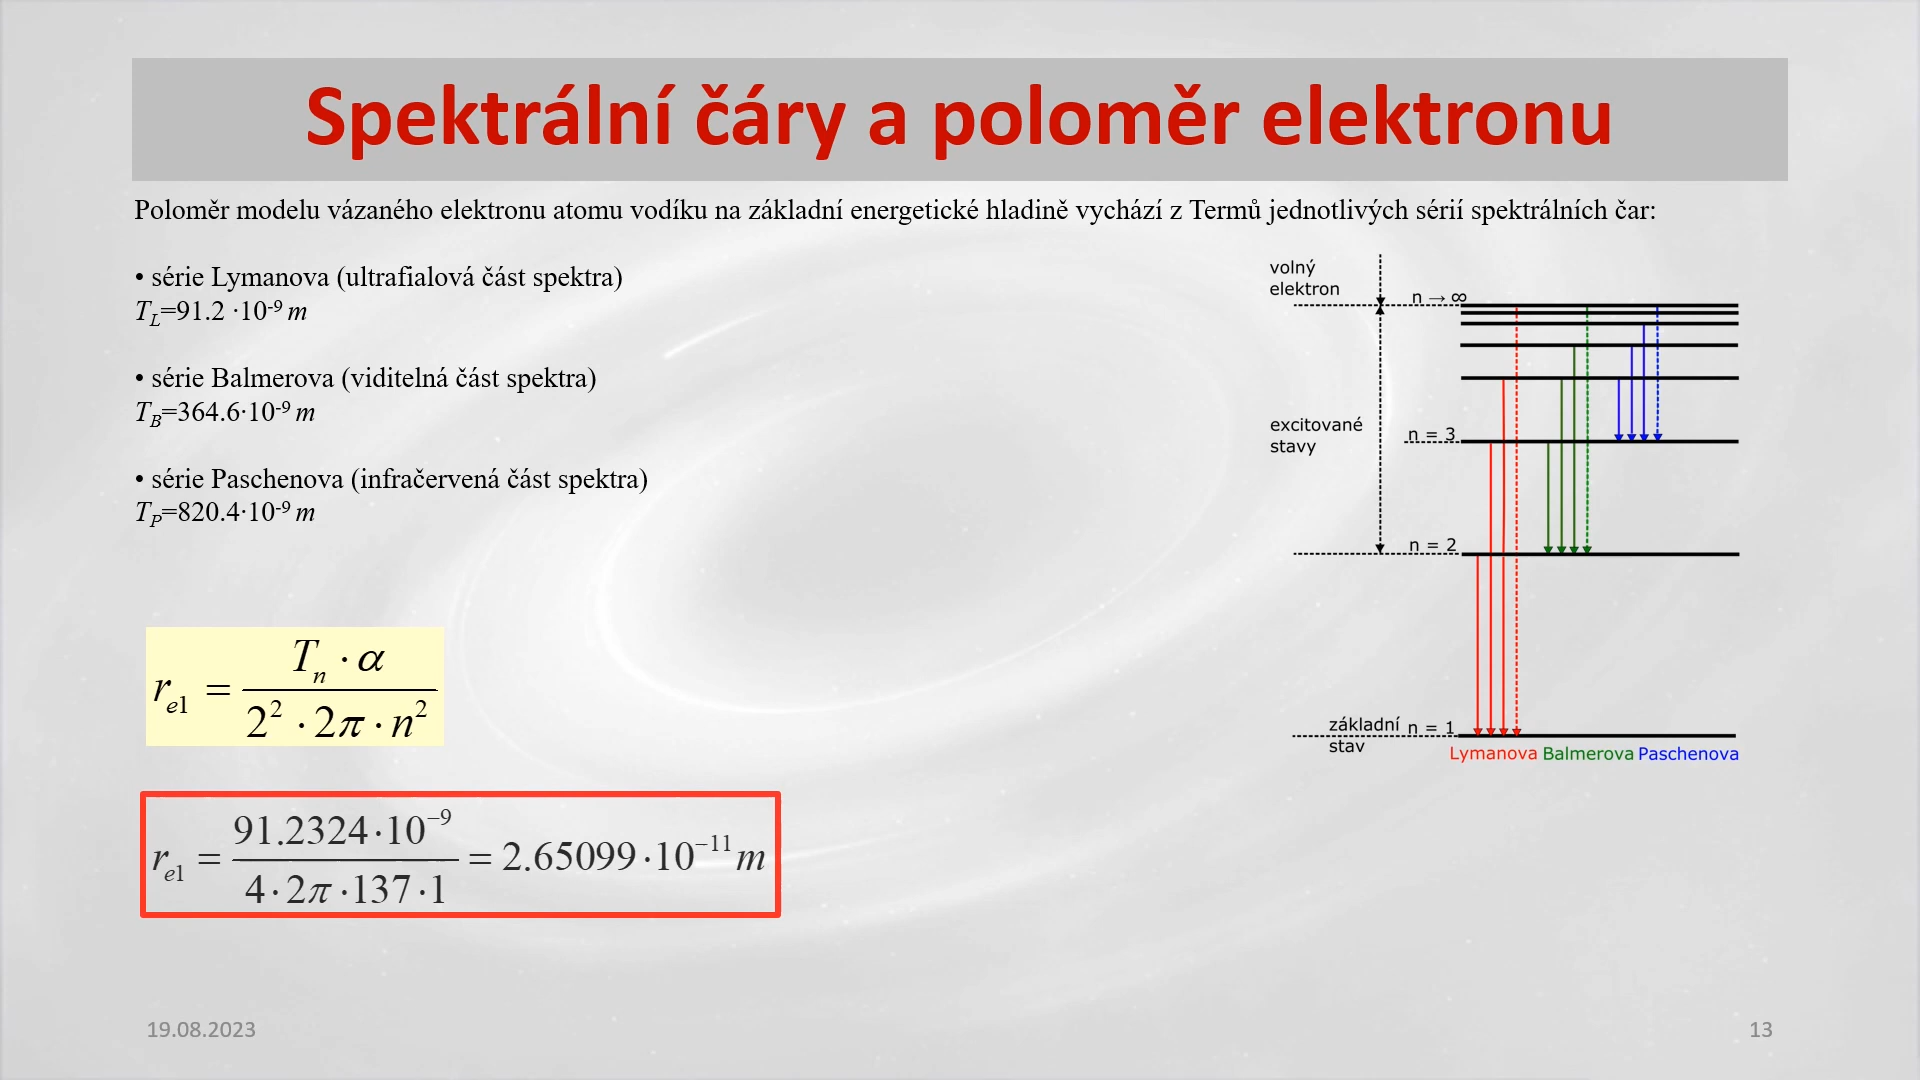 Spektrální čáry a poloměr elektronu
Poloměr modelu vázaného elektronu atomu vodíku na základní energetické hladině vychází z Termů jednotlivých sérií spektrálních čar:
• série Lymanova (ultrafialová část spektra)
T_L=91.2 ·10^-9 m
• série Balmerova (viditelná část spektra)
T_B=364.6·10^-9 m
• série Paschenova (infračervená část spektra)
T_P=820.4·10^-9 m
r_e1 = (T_n · α) / (2^2 · 2π · n^2)
r_e1 = (91.2324·10^−9) / (4·2π·137·1) = 2.65099·10^−11 m
volný
elektron
n → ∞
excitované
stavy
n = 3
n = 2
základní
stav
n = 1
Lymanova Balmerova Paschenova
19.08.2023
13